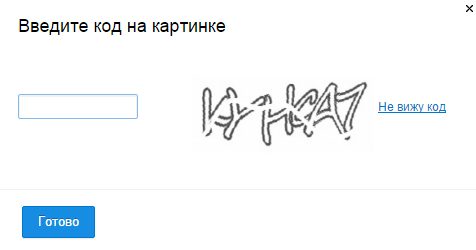 Введите код на картинке
Не вижу код
Готово